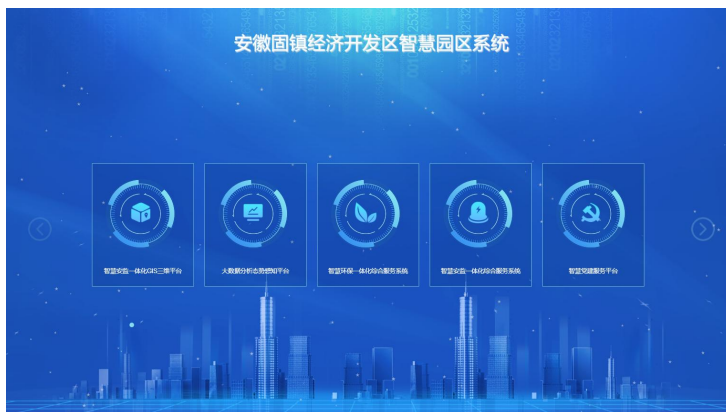 安徽固镇经济开发区智慧园区系统
智慧安监一体化GIS三维平台
大数据分析态势感知平台
智慧环保一体化综合服务系统
智慧安监一体化综合服务系统
智慧党建服务平台